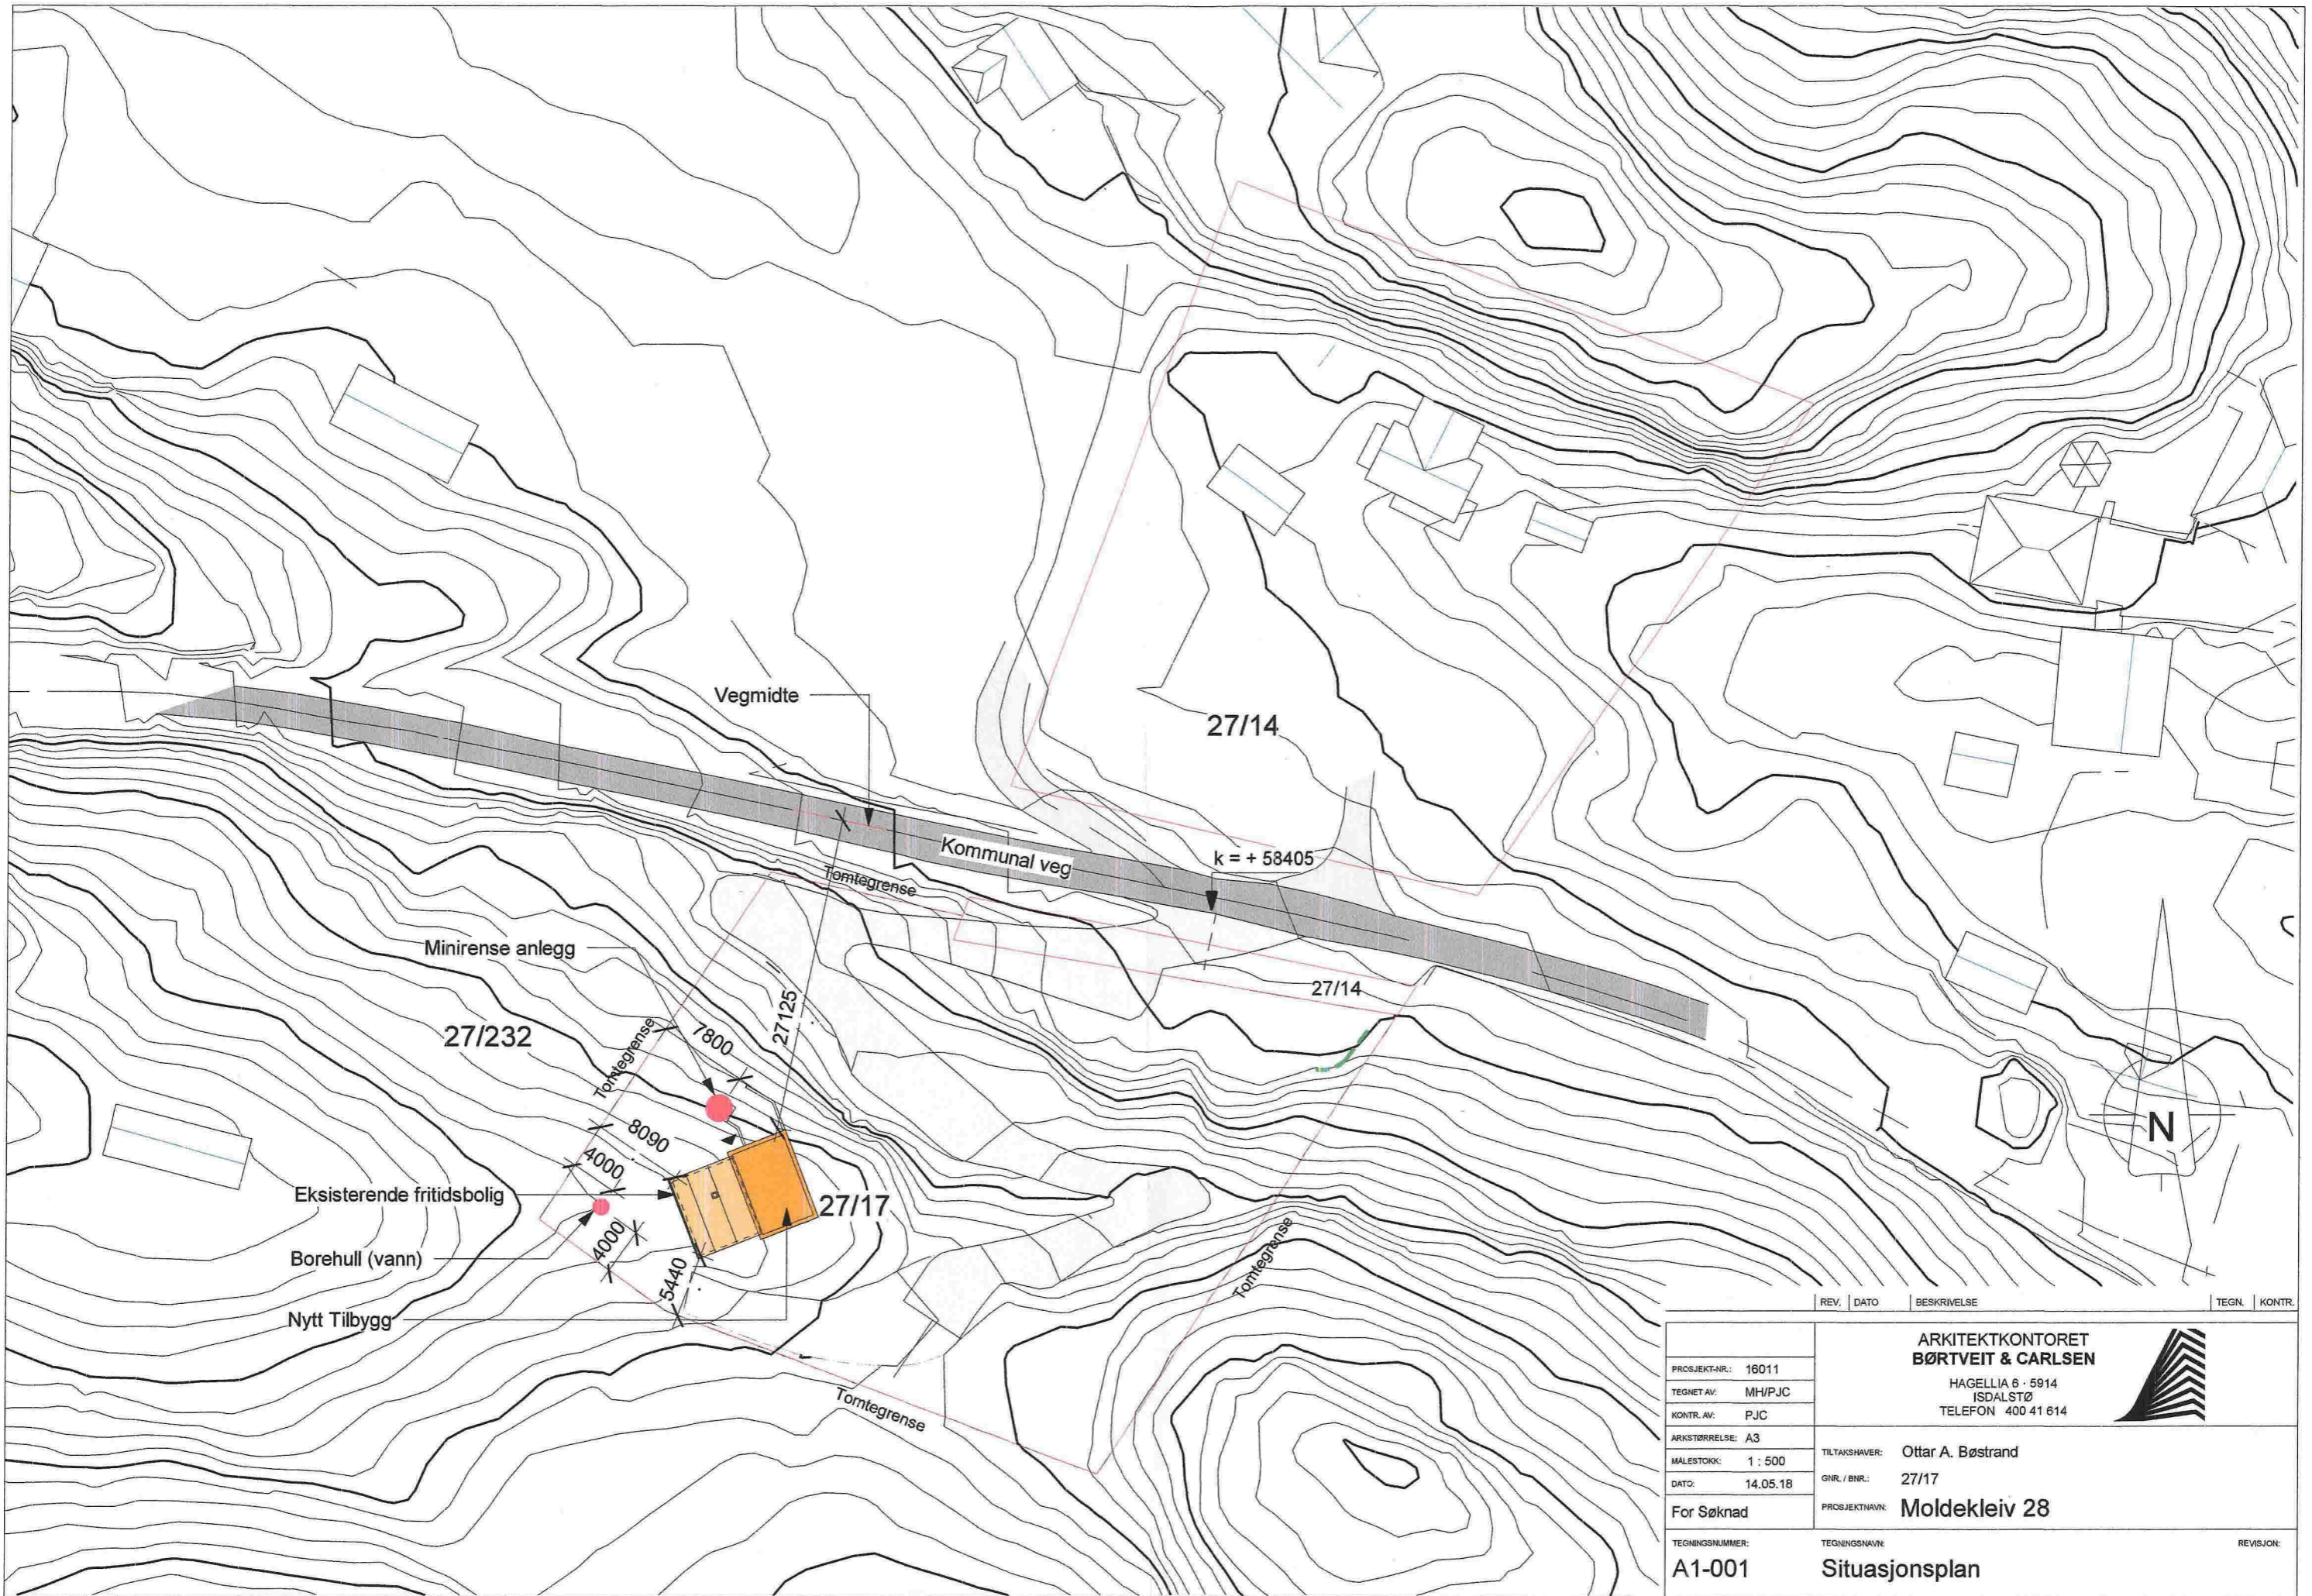 Vegmidte
27/14
Kommunal veg
k = + 58405
Tomtegrense
Minirense anlegg
27/14
27125
27/232
Tomtegrense
7800
8090
4000
Eksisterende fritidsbolig
27/17
4000
Borehull (vann)
5440
Tomtegrense
Nytt Tilbygg
Tomtegrense
N
REV. DATO BESKRIVELSE TEGN. KONTR.
ARKITEKTKONTORET
BØRTVEIT & CARLSEN
HAGELLIA 6 · 5914
ISDALSTØ
TELEFON 400 41 614
PROSJEKT-NR.: 16011
TEGNET AV: MH/PJC
KONTR. AV: PJC
ARKSTØRRELSE: A3
MÅLESTOKK: 1 : 500
DATO: 14.05.18
For Søknad
TILTAKSHAVER: Ottar A. Bøstrand
GNR. / BNR.: 27/17
PROSJEKTNAVN: Moldekleiv 28
TEGNINGSNUMMER:
A1-001
TEGNINGSNAVN:
Situasjonsplan
REVISJON: